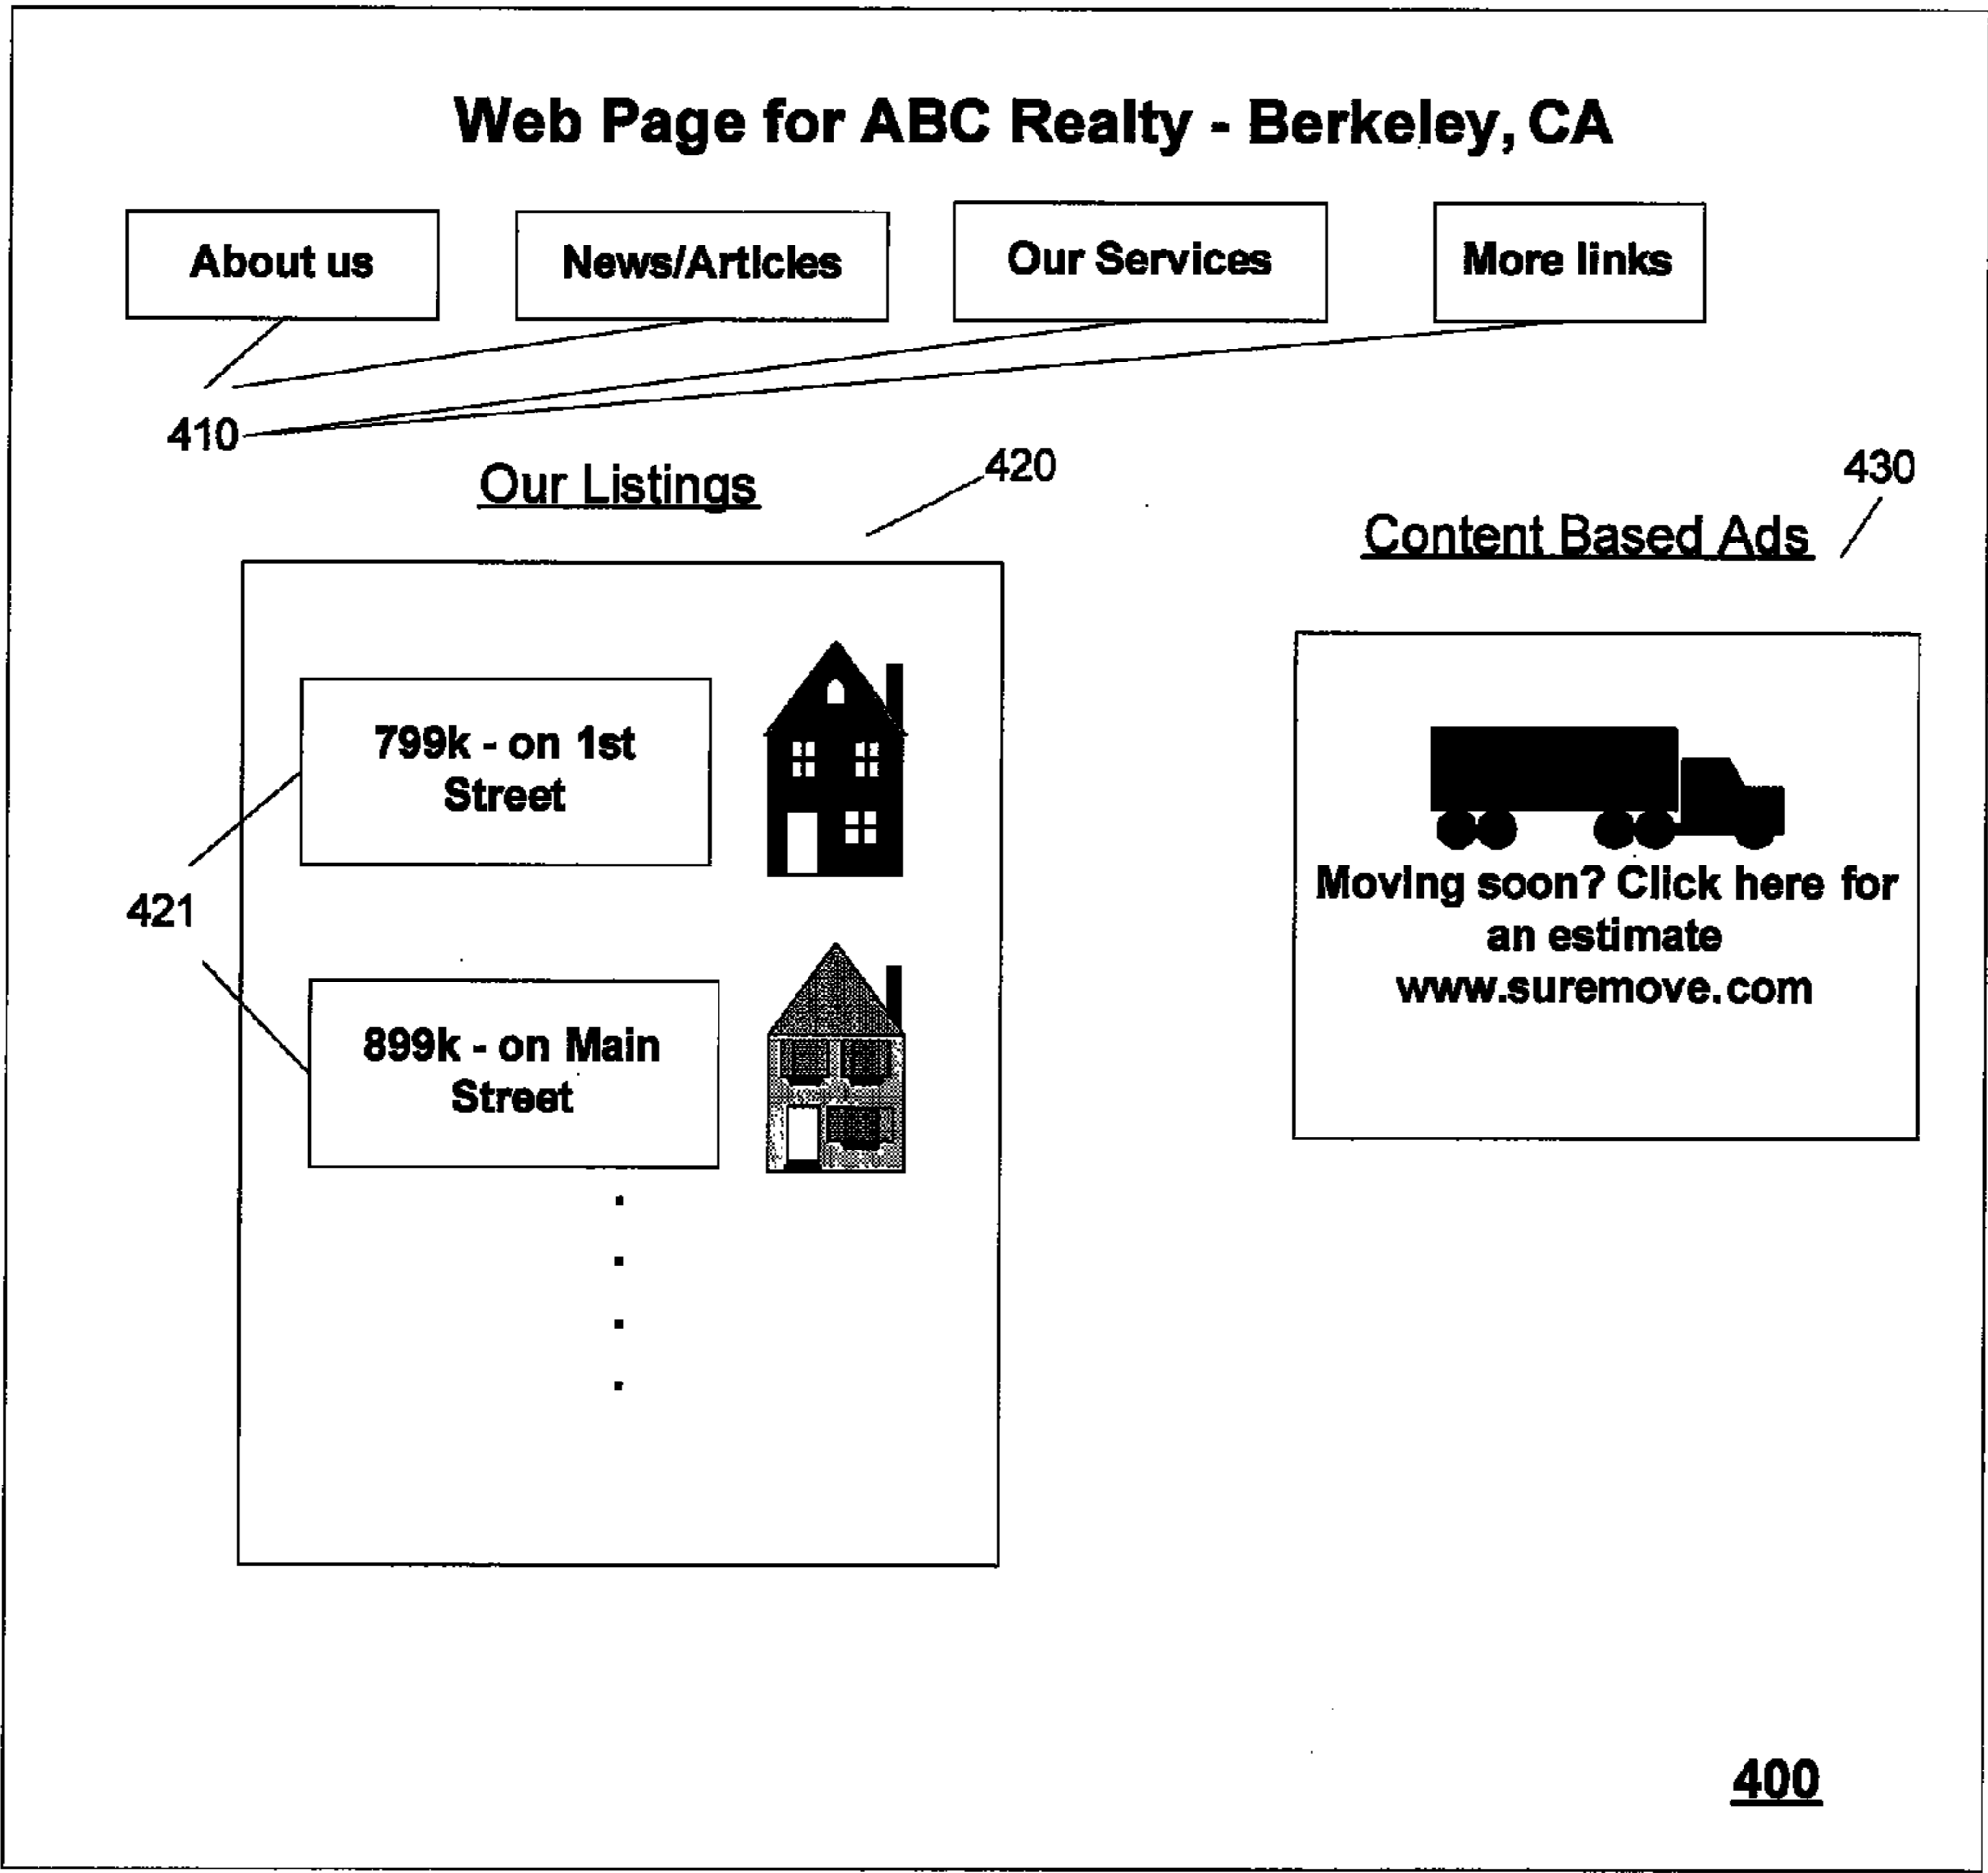 Web Page for ABC Realty - Berkeley, CA
About us
News/Articles
Our Services
More links
410
Our Listings
420
430
Content Based Ads
799k - on 1st
Street
421
899k - on Main
Street
Moving soon? Click here for
an estimate
www.suremove.com
400